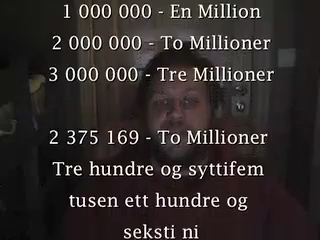 1 000 000 - En Million
2 000 000 - To Millioner
3 000 000 - Tre Millioner
2 375 169 - To Millioner
Tre hundre og syttifem
tusen ett hundre og
seksti ni